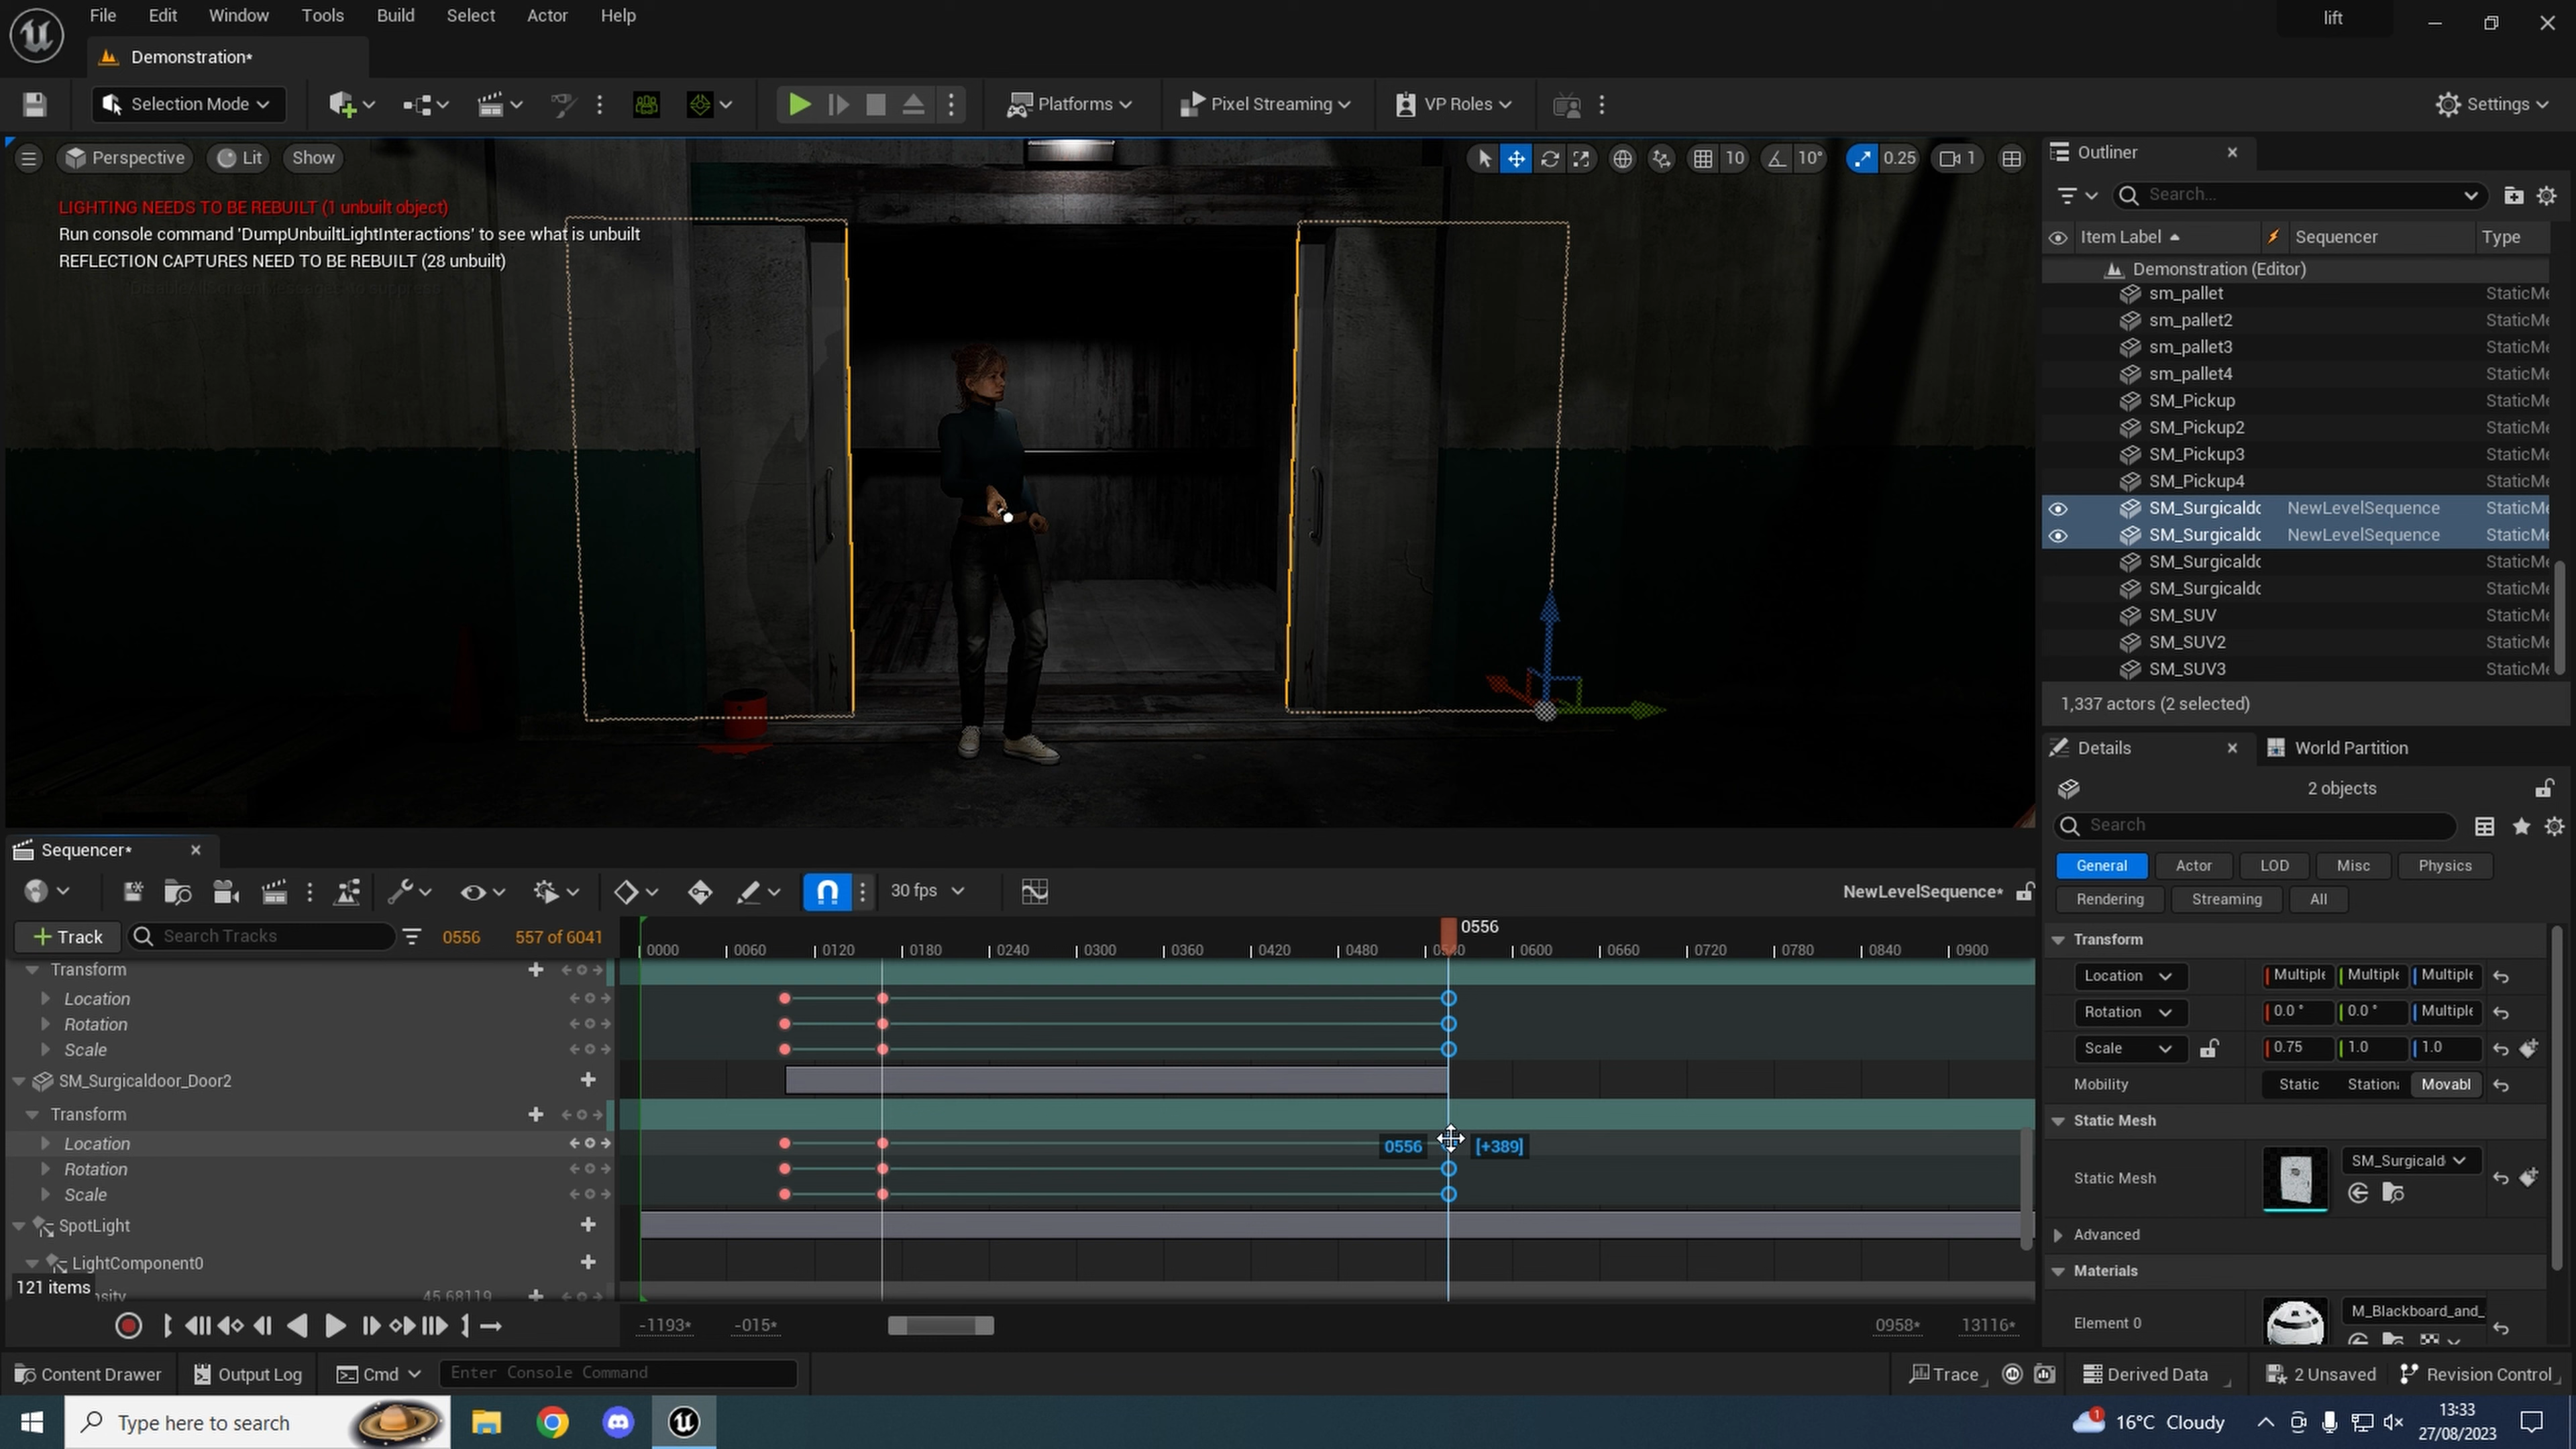 File Edit Window Tools Build Select Actor Help
lift
Demonstration*
Selection Mode
Platforms
Pixel Streaming
VP Roles
Settings
Perspective
Lit
Show
10
10°
0.25
1
LIGHTING NEEDS TO BE REBUILT (1 unbuilt object)
Run console command 'DumpUnbuiltLightInteractions' to see what is unbuilt
REFLECTION CAPTURES NEED TO BE REBUILT (28 unbuilt)
Outliner
Search...
Item Label
Sequencer
Type
Demonstration (Editor)
sm_pallet StaticMe
sm_pallet2 StaticMe
sm_pallet3 StaticMe
sm_pallet4 StaticMe
SM_Pickup StaticMe
SM_Pickup2 StaticMe
SM_Pickup3 StaticMe
SM_Pickup4 StaticMe
SM_Surgicaldc NewLevelSequence StaticMe
SM_Surgicaldc NewLevelSequence StaticMe
SM_Surgicaldc StaticMe
SM_Surgicaldc StaticMe
SM_SUV StaticMe
SM_SUV2 StaticMe
SM_SUV3 StaticMe
1,337 actors (2 selected)
Details
World Partition
2 objects
Search
General Actor LOD Misc Physics
Rendering Streaming All
Transform
Location Multiple Multiple Multiple
Rotation 0.0 ° 0.0 ° Multiple
Scale 0.75 1.0 1.0
Mobility Static Stationa Movabl
Static Mesh
Static Mesh SM_Surgicald
Advanced
Materials
Element 0 M_Blackboard_and_
Sequencer*
30 fps
NewLevelSequence*
Track
Search Tracks
0556
557 of 6041
0556
0000 0060 0120 0180 0240 0300 0360 0420 0480 0540 0600 0660 0720 0780 0840 0900
Transform
Location
Rotation
Scale
SM_Surgicaldoor_Door2
Transform
Location
0556 [+389]
Rotation
Scale
SpotLight
LightComponent0
121 items
45.68119
-1193* -015* 0958* 13116*
Content Drawer
Output Log
Cmd
Enter Console Command
Trace
Derived Data
2 Unsaved
Revision Control
Type here to search
1
16°C Cloudy
13:33
27/08/2023